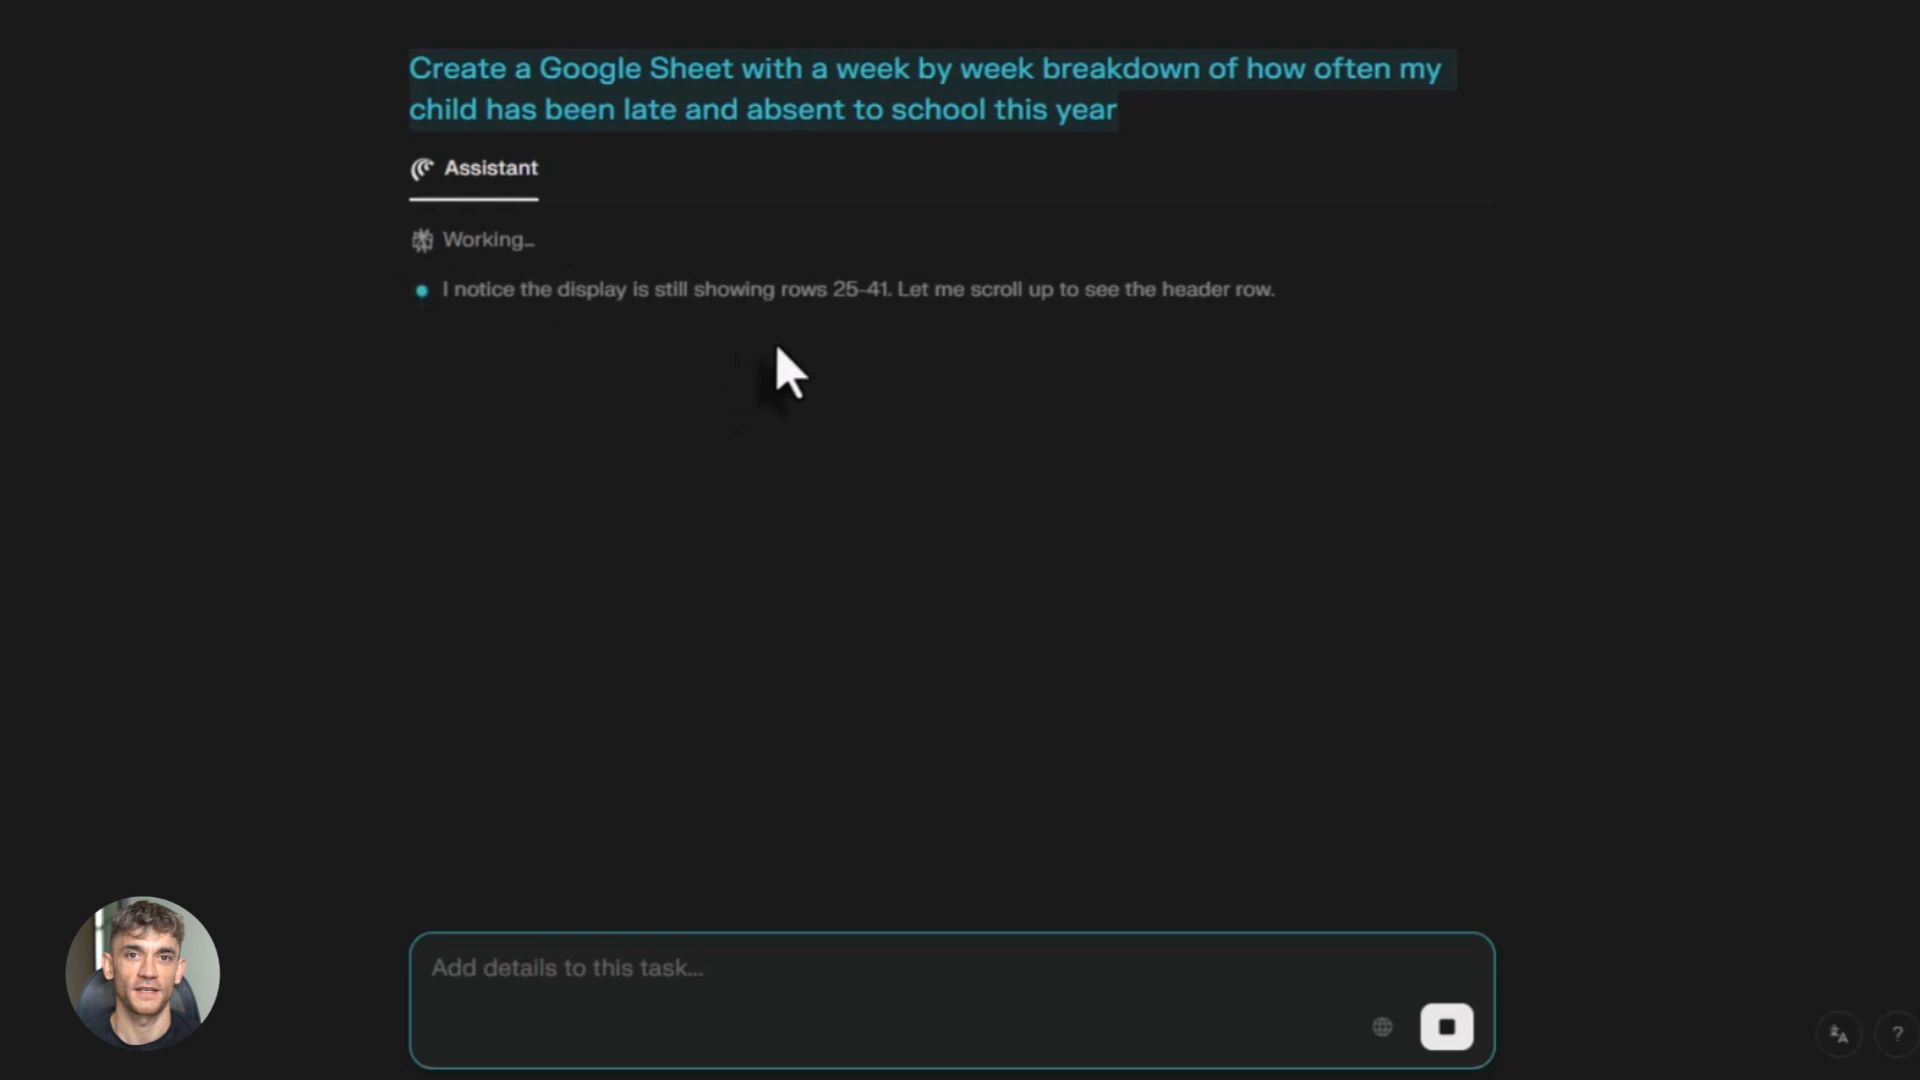 Create a Google Sheet with a week by week breakdown of how often my
child has been late and absent to school this year
Assistant
Working...
I notice the display is still showing rows 25-41. Let me scroll up to see the header row.
Add details to this task...
?